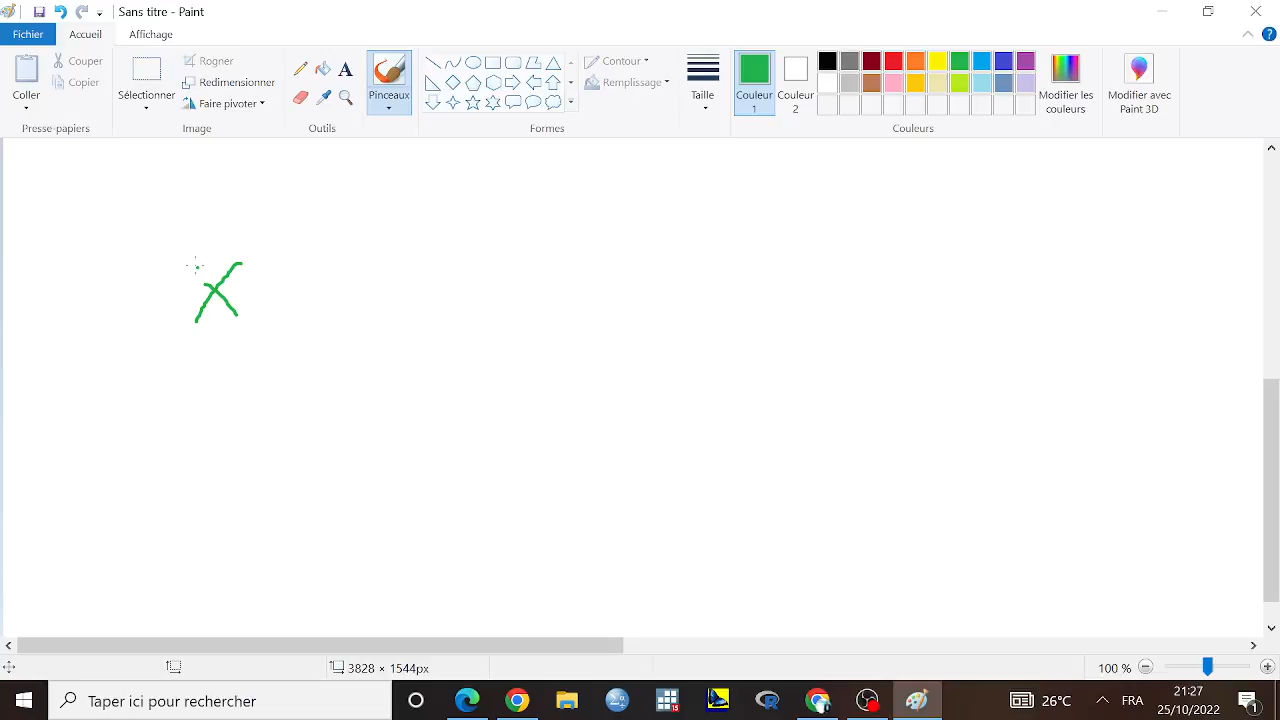 Sans titre - Paint
Fichier Accueil Affichage
Coller Couper Copier Presse-papiers
Sélectionner Rogner Redimensionner Faire pivoter Image
A Outils
Pinceaux
Formes Contour Remplissage
Taille
Couleur 1 Couleur 2 Couleurs
Modifier les couleurs
Modifier avec Paint 3D
x
3828 × 1544px 100 %
Taper ici pour rechercher 15 R 26°C FRA 21:27 25/10/2022 1